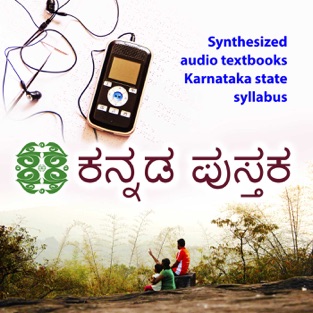 Synthesized
audio textbooks
Karnataka state
syllabus
ಕನ್ನಡ ಪುಸ್ತಕ